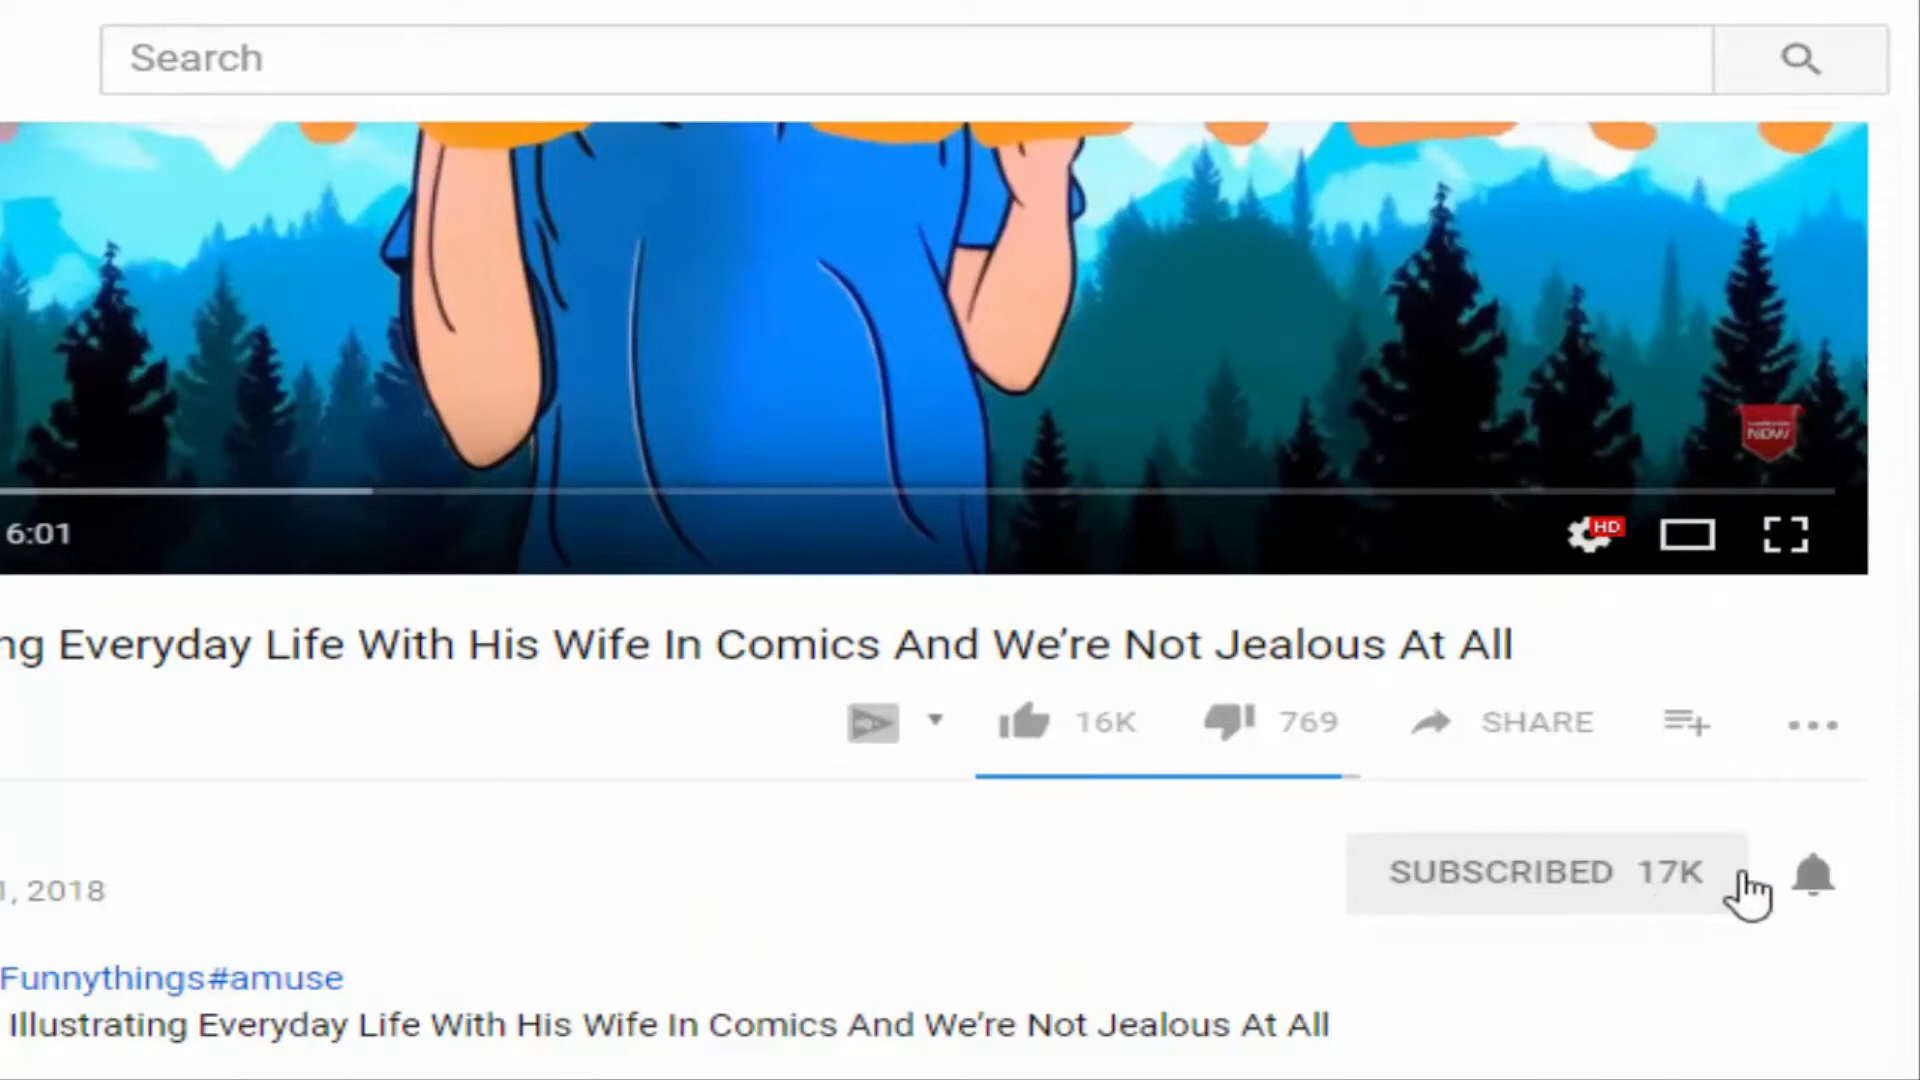 Search
NOW
6:01
HD
ng Everyday Life With His Wife In Comics And We're Not Jealous At All
16K
769
SHARE
SUBSCRIBED 17K
1, 2018
Funnythings#amuse
Illustrating Everyday Life With His Wife In Comics And We're Not Jealous At All